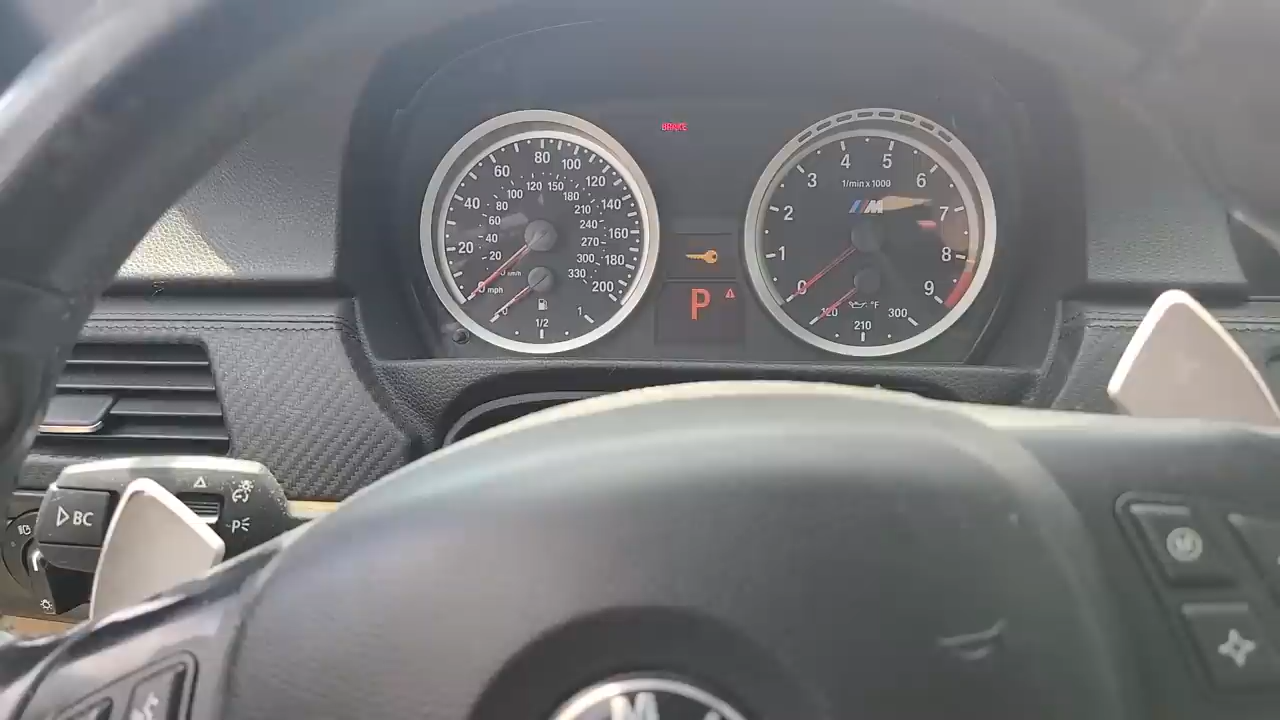 BRAKE
20 40 60 80 100 120 140 160 180 200
0 mph
20 40 60 80 100 120 150 180 210 240 270 300 330
km/h
0 1/2 1
P
0 1 2 3 4 5 6 7 8 9
1/min x 1000
M
120 210 300
°F
BC
P
M
M